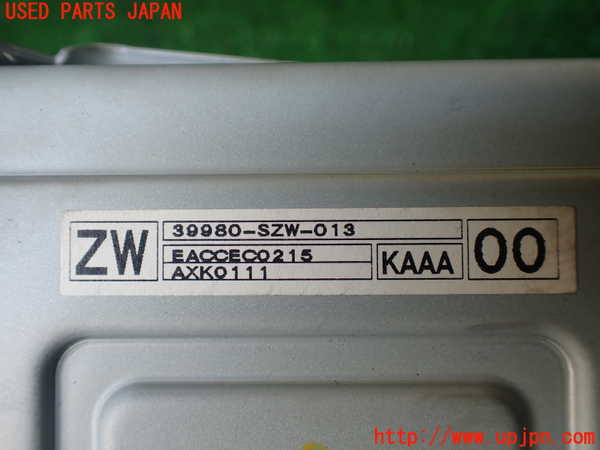 USED PARTS JAPAN
ZW
39980-SZW-013
EACCEC0215
AXK0111
KAAA
00
http://www.upjpn.com